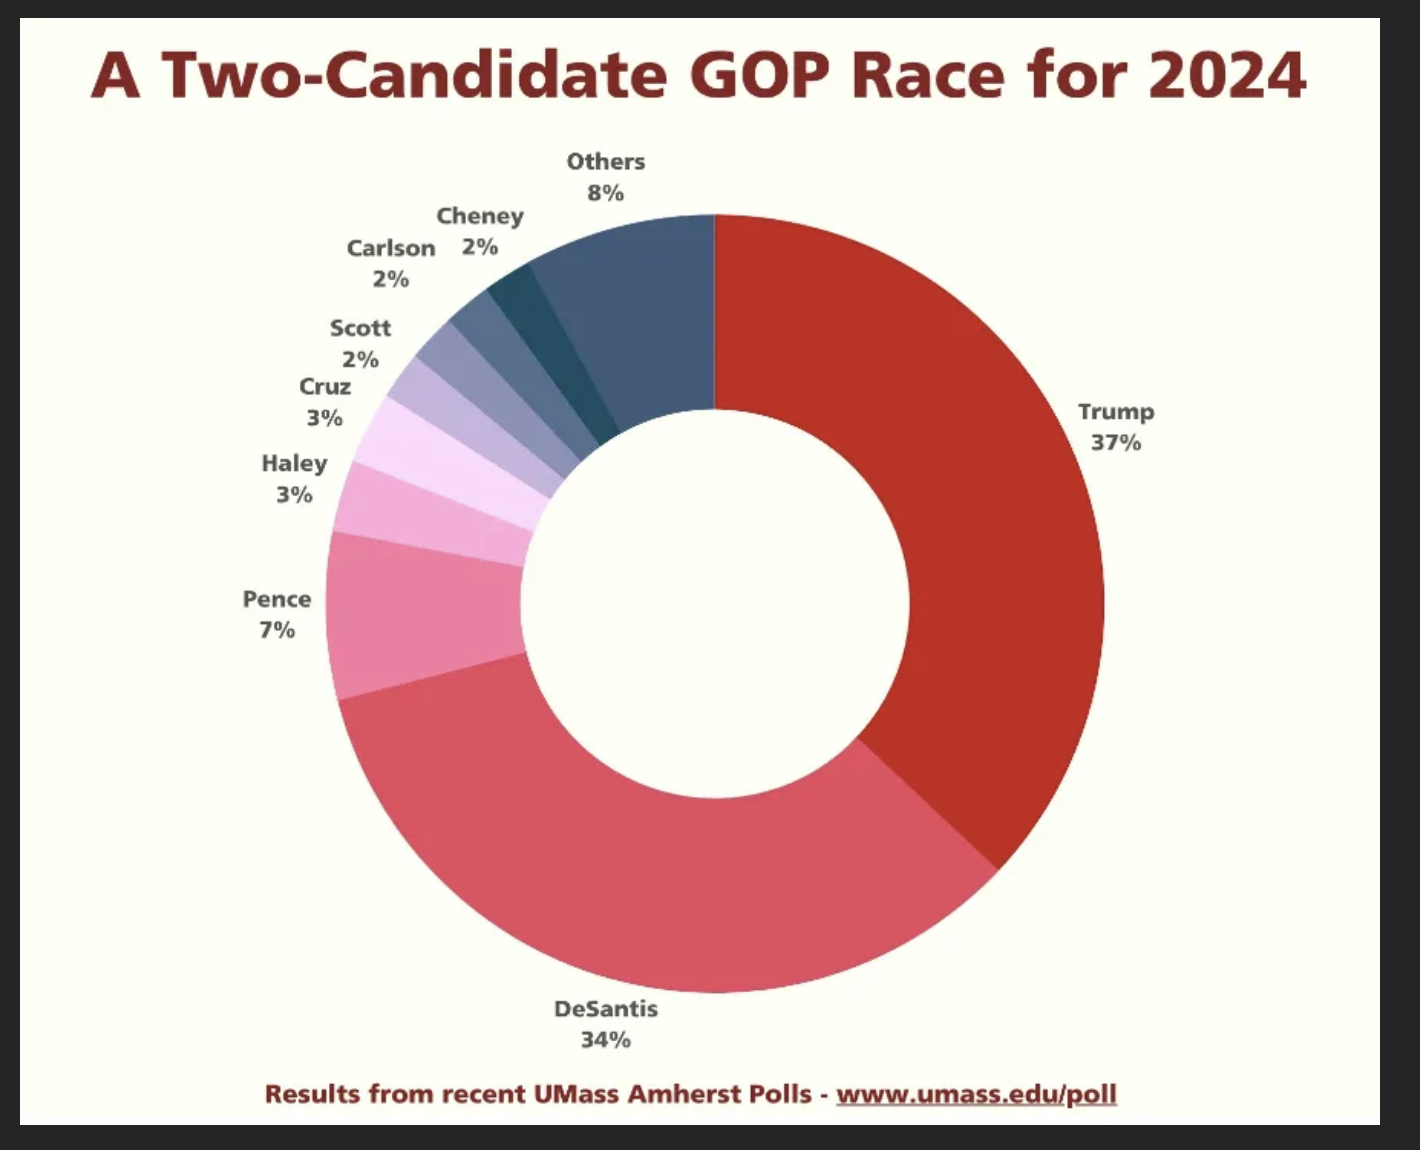 A Two-Candidate GOP Race for 2024
Others
8%
Cheney
2%
Carlson
2%
Scott
2%
Cruz
3%
Haley
3%
Pence
7%
Trump
37%
DeSantis
34%
Results from recent UMass Amherst Polls - www.umass.edu/poll